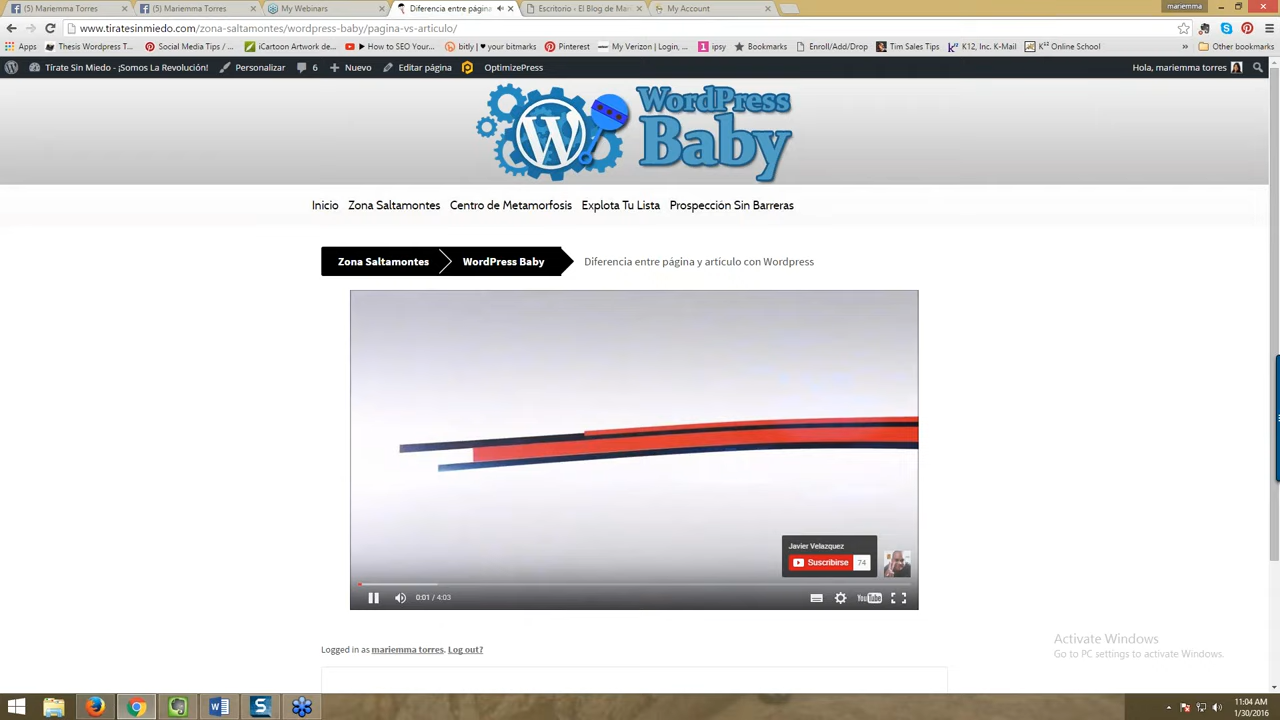 (5) Mariemma Torres
(5) Mariemma Torres
My Webinars
Diferencia entre página
Escritorio ‹ El Blog de Mar
My Account
mariemma
www.tiratesinmiedo.com/zona-saltamontes/wordpress-baby/pagina-vs-articulo/
Apps
Thesis Wordpress T...
Social Media Tips / ...
iCartoon Artwork de...
How to SEO Your...
bitly | ♥ your bitmarks
Pinterest
My Verizon | Login, ...
ipsy
Bookmarks
Enroll/Add/Drop
Tim Sales Tips
K12, Inc. K-Mail
K¹² Online School
»
Other bookmarks
Tírate Sin Miedo - ¡Somos La Revolución!
Personalizar
6
Nuevo
Editar página
OptimizePress
Hola, mariemma torres
WordPress
Baby
Inicio
Zona Saltamontes
Centro de Metamorfosis
Explota Tu Lista
Prospección Sin Barreras
Zona Saltamontes
WordPress Baby
Diferencia entre página y artículo con Wordpress
Javier Velazquez
Suscribirse
74
0:01 / 4:03
YouTube
Logged in as mariemma torres. Log out?
Activate Windows
Go to PC settings to activate Windows.
11:04 AM
1/30/2016